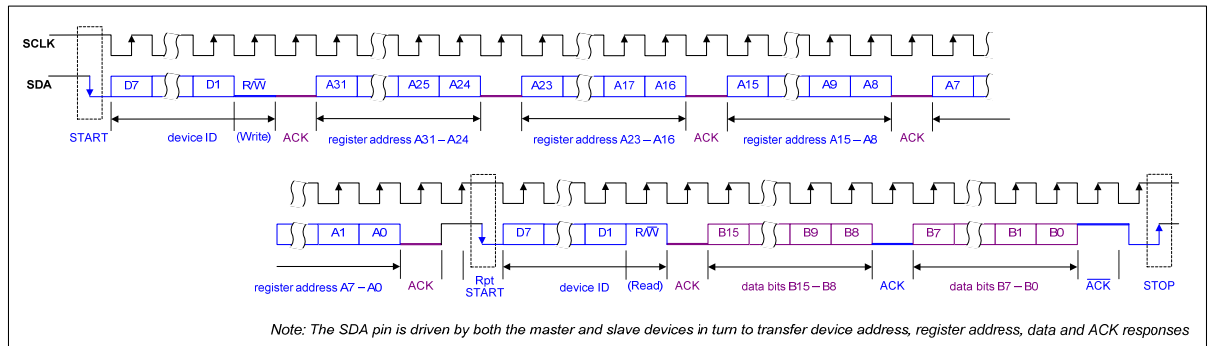 SCLK
SDA D7 D1 R/W̅ A31 A25 A24 A23 A17 A16 A15 A9 A8 A7
START device ID (Write) ACK register address A31 – A24 ACK register address A23 – A16 ACK register address A15 – A8 ACK
A1 A0 D7 D1 R/W̅ B15 B9 B8 B7 B1 B0
register address A7 – A0 ACK Rpt START device ID (Read) ACK data bits B15 – B8 ACK data bits B7 – B0 A̅C̅K̅ STOP
Note: The SDA pin is driven by both the master and slave devices in turn to transfer device address, register address, data and ACK responses